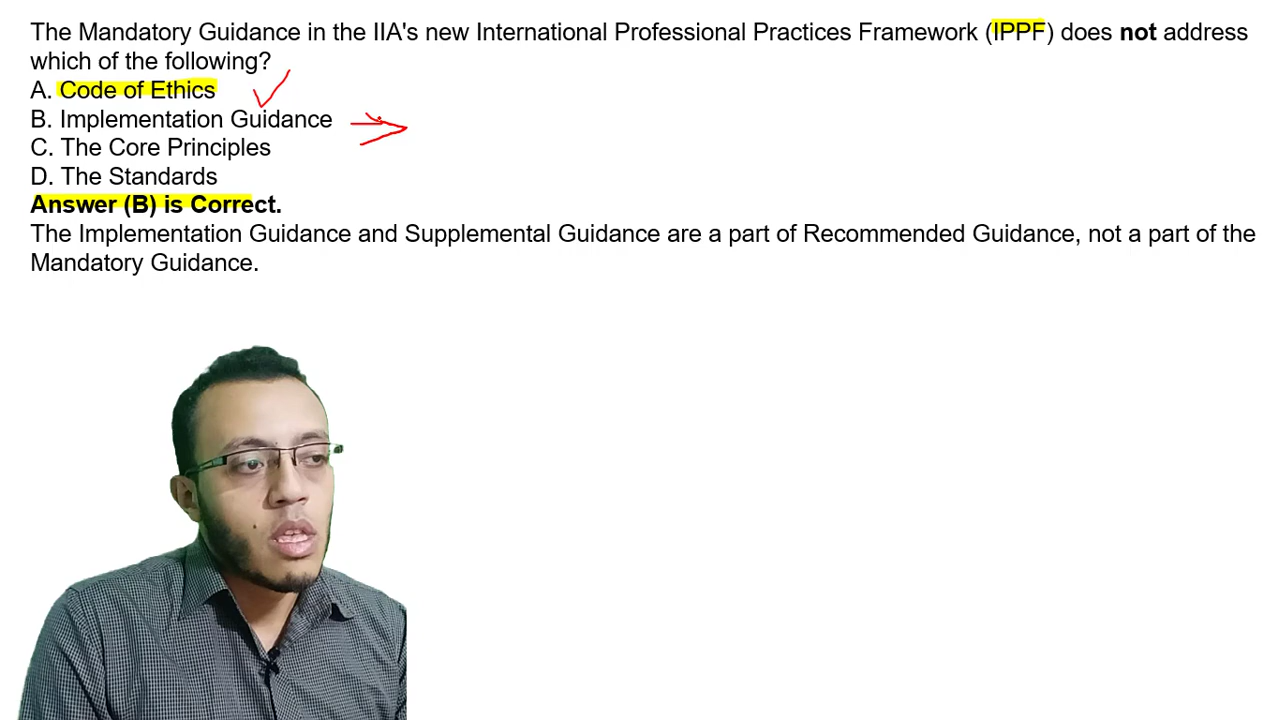 The Mandatory Guidance in the IIA's new International Professional Practices Framework (IPPF) does not address
which of the following?
A. Code of Ethics
B. Implementation Guidance
C. The Core Principles
D. The Standards
Answer (B) is Correct.
The Implementation Guidance and Supplemental Guidance are a part of Recommended Guidance, not a part of the
Mandatory Guidance.